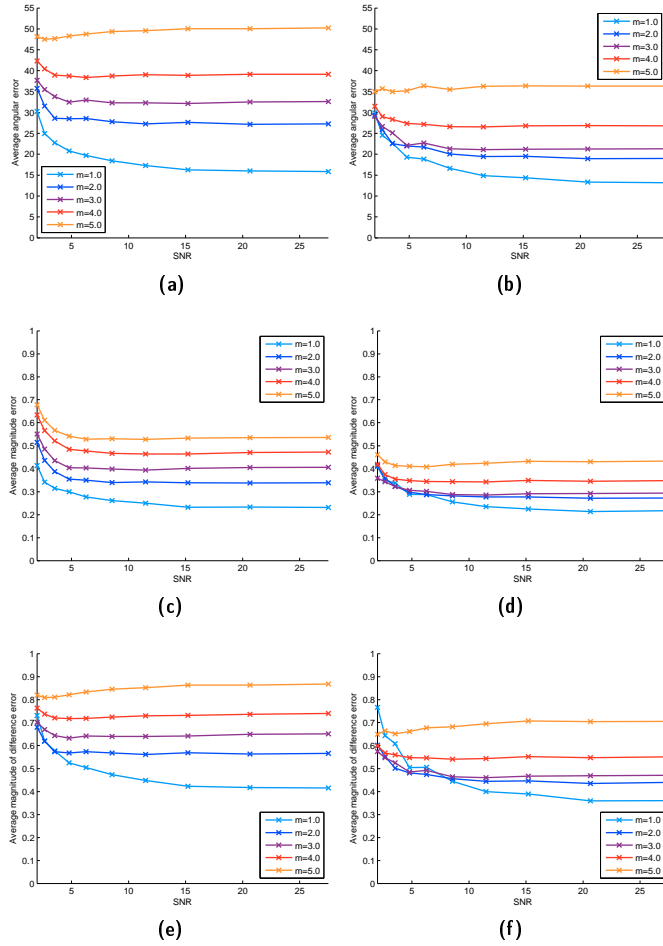 55
50
45
40
35
30
25
20
15
10
5
0
Average angular error
m=1.0
m=2.0
m=3.0
m=4.0
m=5.0
5 10 15 20 25
SNR
(a)
55
50
45
40
35
30
25
20
15
10
5
0
Average angular error
m=1.0
m=2.0
m=3.0
m=4.0
m=5.0
5 10 15 20 25
SNR
(b)
1
0.9
0.8
0.7
0.6
0.5
0.4
0.3
0.2
0.1
0
Average magnitude error
m=1.0
m=2.0
m=3.0
m=4.0
m=5.0
5 10 15 20 25
SNR
(c)
1
0.9
0.8
0.7
0.6
0.5
0.4
0.3
0.2
0.1
0
Average magnitude error
m=1.0
m=2.0
m=3.0
m=4.0
m=5.0
5 10 15 20 25
SNR
(d)
1
0.9
0.8
0.7
0.6
0.5
0.4
0.3
0.2
0.1
0
Average magnitude of difference error
m=1.0
m=2.0
m=3.0
m=4.0
m=5.0
5 10 15 20 25
SNR
(e)
1
0.9
0.8
0.7
0.6
0.5
0.4
0.3
0.2
0.1
0
Average magnitude of difference error
m=1.0
m=2.0
m=3.0
m=4.0
m=5.0
5 10 15 20 25
SNR
(f)